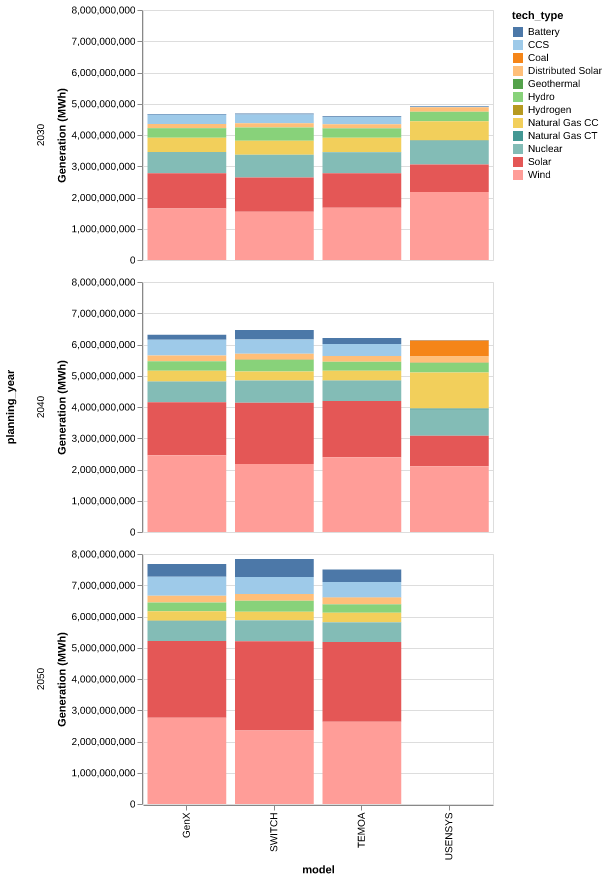 tech_type
Battery
CCS
Coal
Distributed Solar
Geothermal
Hydro
Hydrogen
Natural Gas CC
Natural Gas CT
Nuclear
Solar
Wind
planning_year
2030
Generation (MWh)
8,000,000,000
7,000,000,000
6,000,000,000
5,000,000,000
4,000,000,000
3,000,000,000
2,000,000,000
1,000,000,000
0
2040
Generation (MWh)
8,000,000,000
7,000,000,000
6,000,000,000
5,000,000,000
4,000,000,000
3,000,000,000
2,000,000,000
1,000,000,000
0
2050
Generation (MWh)
8,000,000,000
7,000,000,000
6,000,000,000
5,000,000,000
4,000,000,000
3,000,000,000
2,000,000,000
1,000,000,000
0
GenX
SWITCH
TEMOA
USENSYS
model